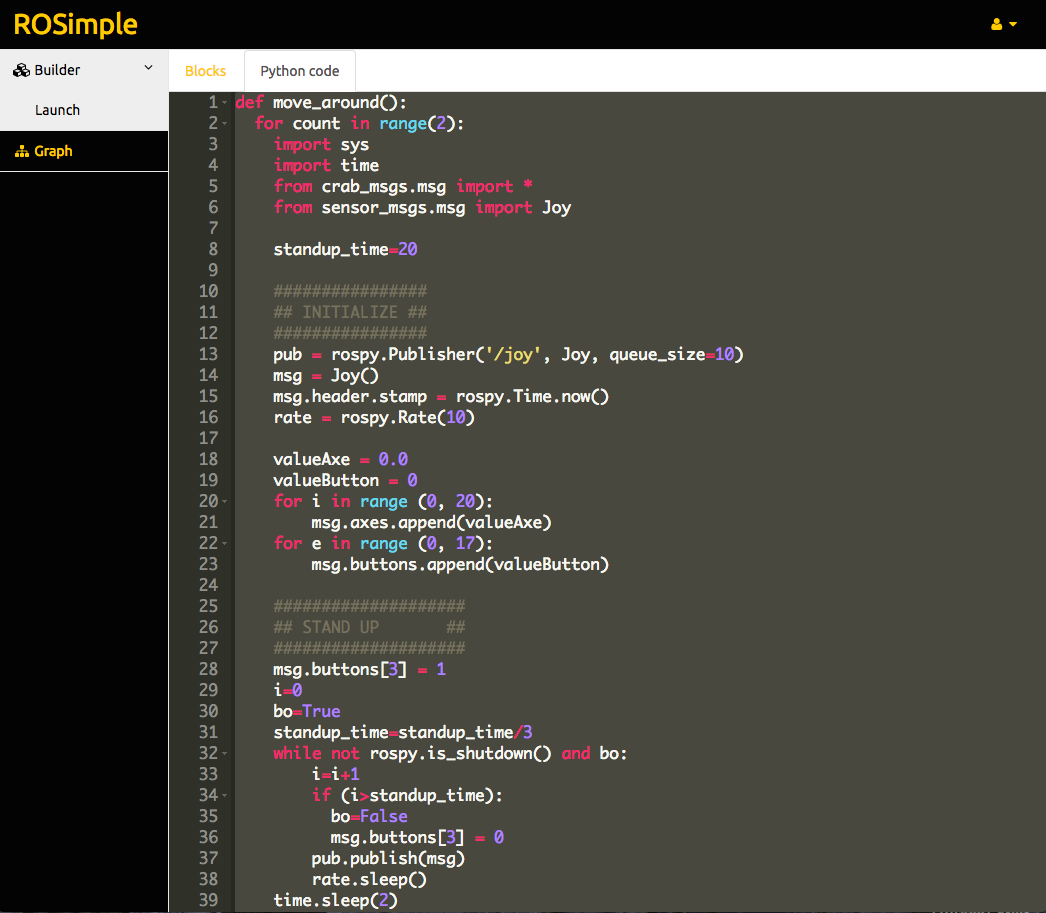 ROSimple
Builder
Launch
Graph
Blocks Python code
1 def move_around():
2   for count in range(2):
3     import sys
4     import time
5     from crab_msgs.msg import *
6     from sensor_msgs.msg import Joy
7
8     standup_time=20
9
10     ################
11     ## INITIALIZE ##
12     ################
13     pub = rospy.Publisher('/joy', Joy, queue_size=10)
14     msg = Joy()
15     msg.header.stamp = rospy.Time.now()
16     rate = rospy.Rate(10)
17
18     valueAxe = 0.0
19     valueButton = 0
20     for i in range (0, 20):
21         msg.axes.append(valueAxe)
22     for e in range (0, 17):
23         msg.buttons.append(valueButton)
24
25     ####################
26     ## STAND UP       ##
27     ####################
28     msg.buttons[3] = 1
29     i=0
30     bo=True
31     standup_time=standup_time/3
32     while not rospy.is_shutdown() and bo:
33         i=i+1
34         if (i>standup_time):
35           bo=False
36           msg.buttons[3] = 0
37         pub.publish(msg)
38         rate.sleep()
39     time.sleep(2)